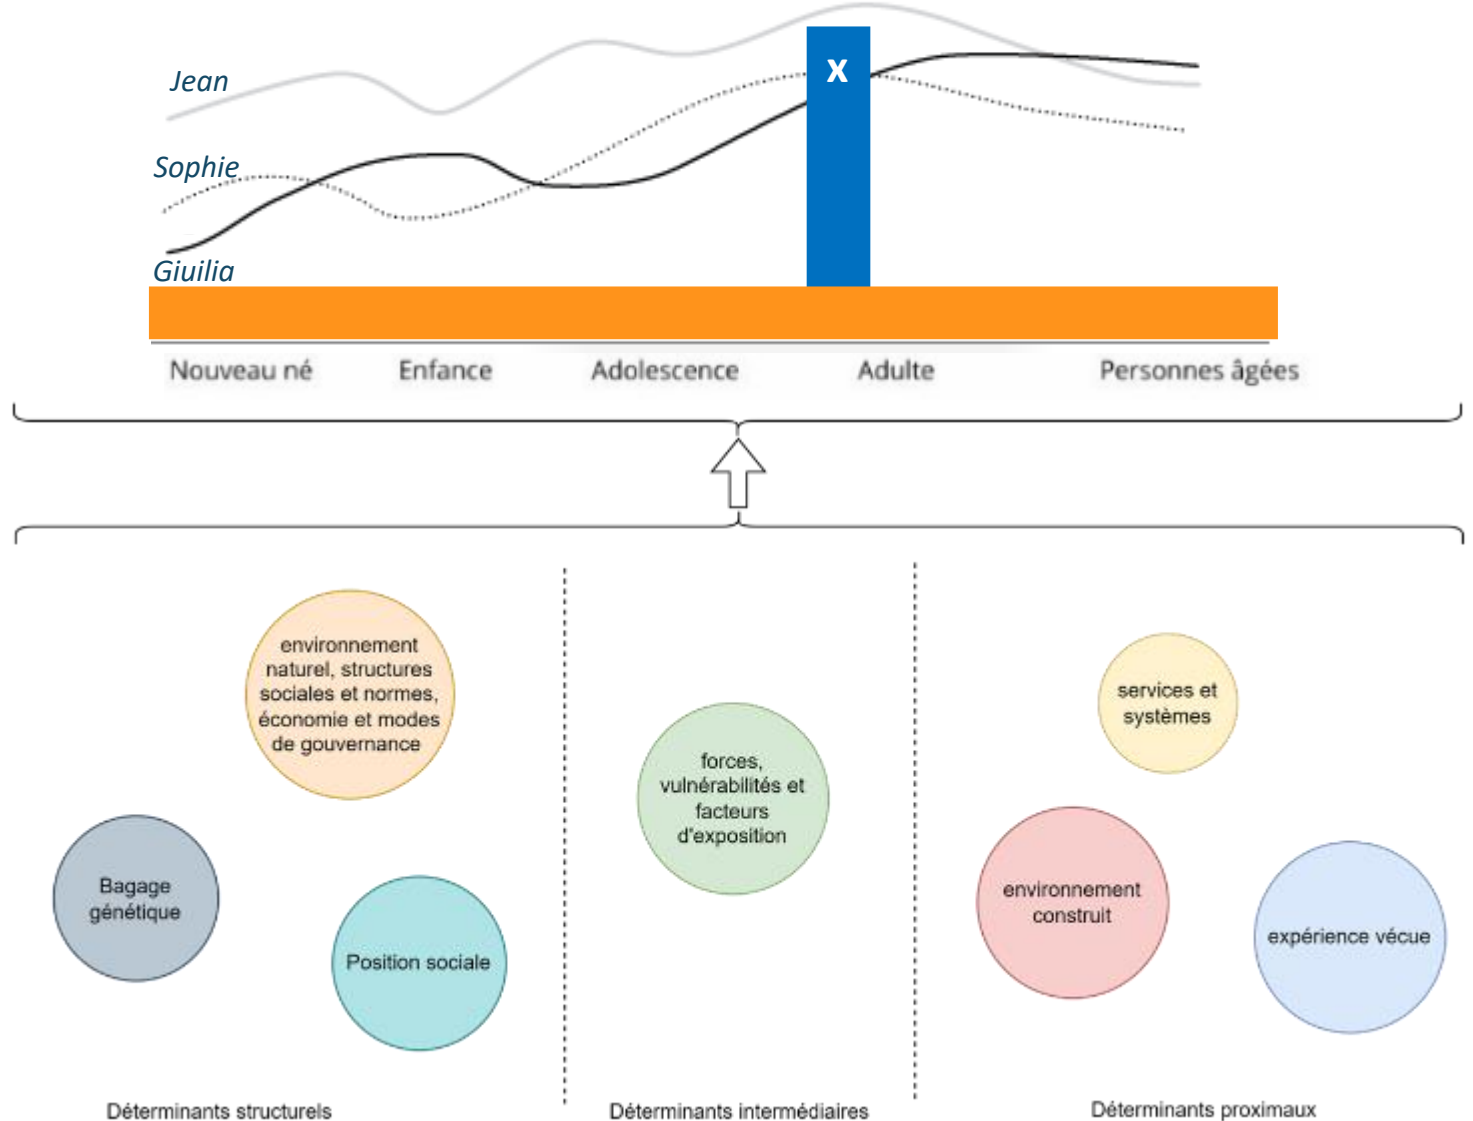 Jean
X
Sophie
Giuilia
Nouveau né
Enfance
Adolescence
Adulte
Personnes âgées
environnement
naturel, structures
sociales et normes,
économie et modes
de gouvernance
Bagage
génétique
Position sociale
forces,
vulnérabilités et
facteurs
d'exposition
services et
systèmes
environnement
construit
expérience vécue
Déterminants structurels
Déterminants intermédiaires
Déterminants proximaux